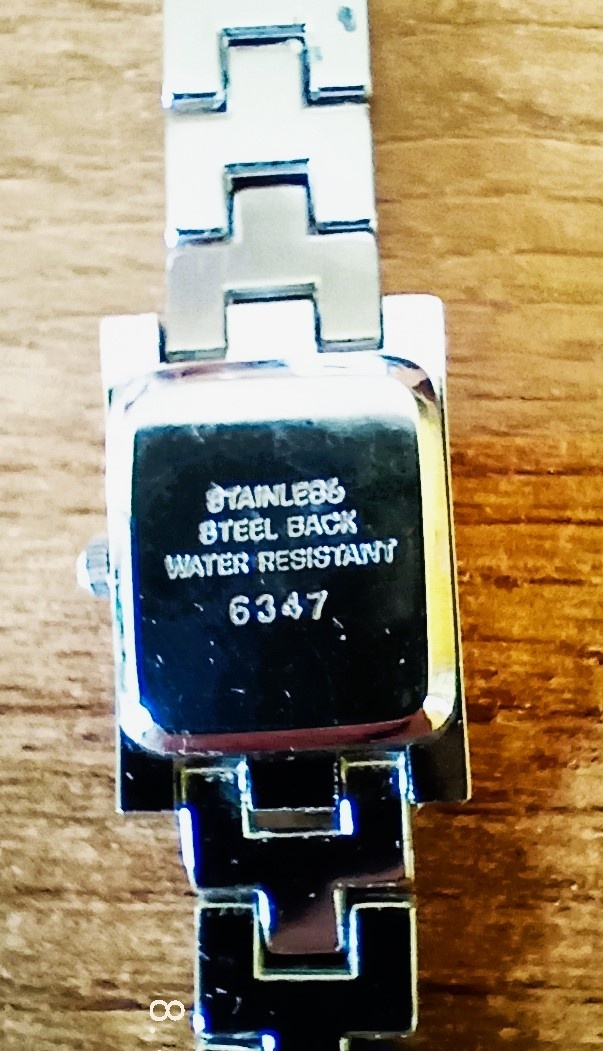 STAINLESS
STEEL BACK
WATER RESISTANT
6347